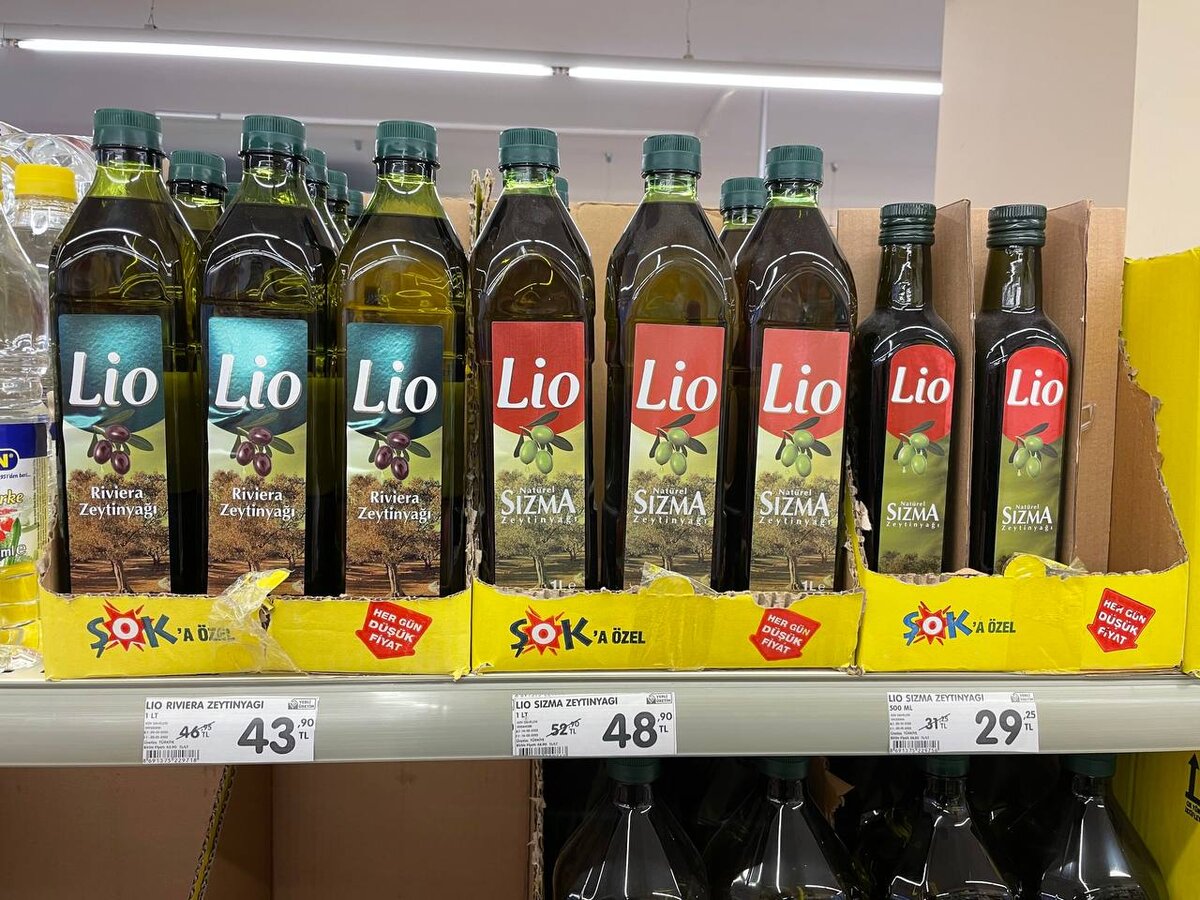 Lio
Riviera
Zeytinyağı
Lio
Riviera
Zeytinyağı
Lio
Riviera
Zeytinyağı
Lio
Natürel
SIZMA
Zeytinyağı
1Lt
Lio
Natürel
SIZMA
Zeytinyağı
Lio
Natürel
SIZMA
Zeytinyağı
1Lt
Lio
Natürel
SIZMA
Zeytinyağı
Lio
Natürel
SIZMA
Zeytinyağı
ŞOK'A ÖZEL
HER GÜN
DÜŞÜK
FİYAT
ŞOK'A ÖZEL
HER GÜN
DÜŞÜK
FİYAT
ŞOK'A ÖZEL
HER GÜN
DÜŞÜK
FİYAT
LIO RIVIERA ZEYTINYAGI
1 LT
46,95 TL
43,90 TL
8691375229718
LIO SIZMA ZEYTINYAGI
1 LT
52,90 TL
48,90 TL
LIO SIZMA ZEYTINYAGI
500 ML
31,25 TL
29,25 TL